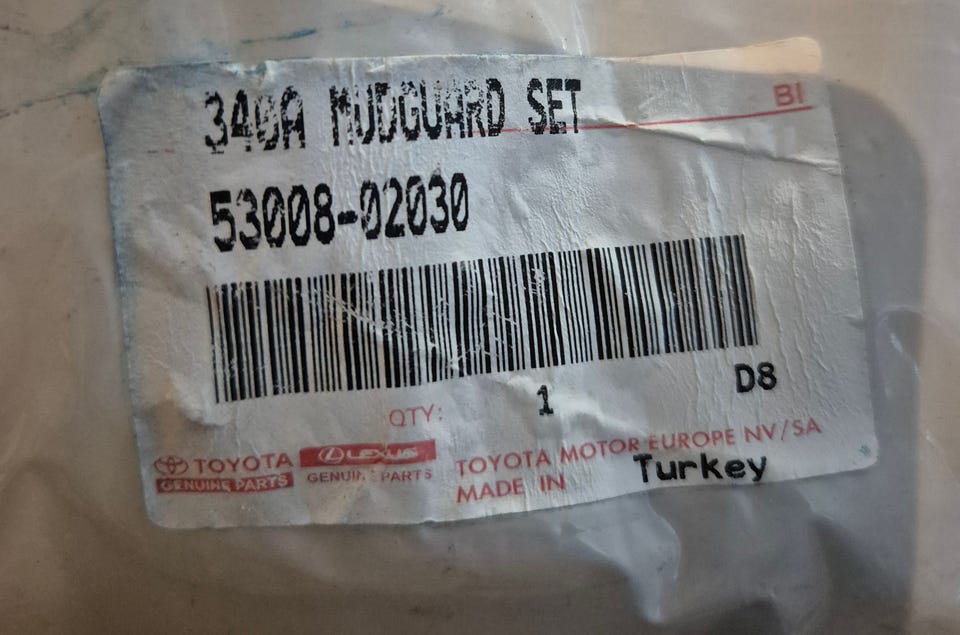 340A MUDGUARD SET
BI
53008-02030
QTY: 1
D8
TOYOTA
GENUINE PARTS
LEXUS
GENUINE PARTS
TOYOTA MOTOR EUROPE NV/SA
MADE IN Turkey